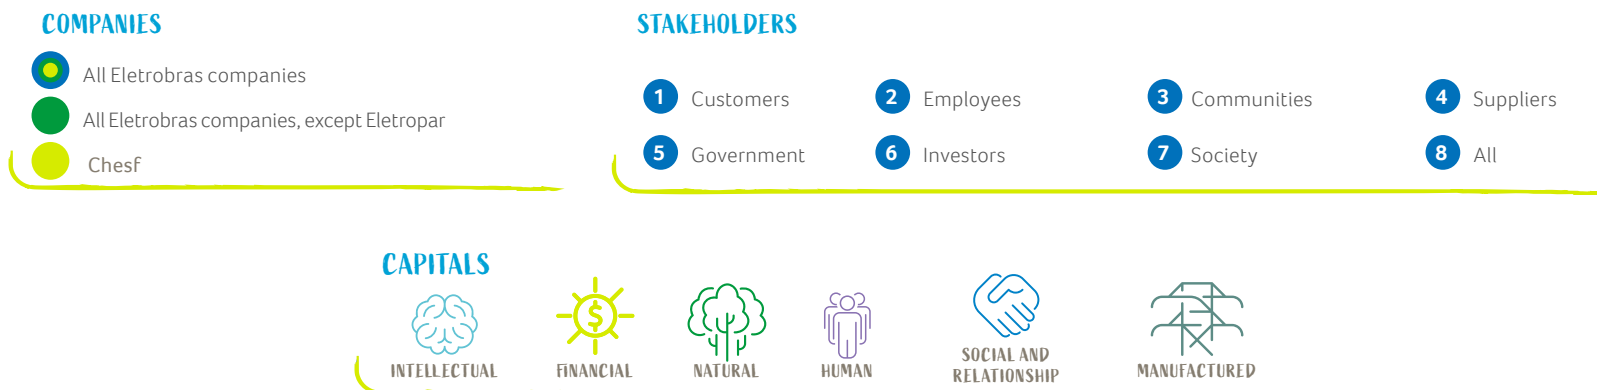 COMPANIES
All Eletrobras companies
All Eletrobras companies, except Eletropar
Chesf
STAKEHOLDERS
1 Customers 2 Employees 3 Communities 4 Suppliers
5 Government 6 Investors 7 Society 8 All
CAPITALS
$
INTELLECTUAL FINANCIAL NATURAL HUMAN SOCIAL AND RELATIONSHIP MANUFACTURED